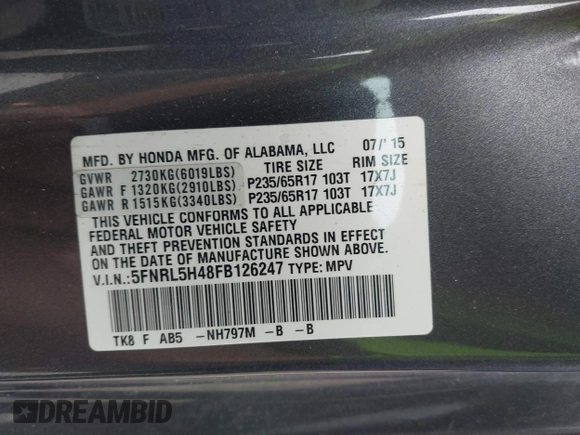 MFD. BY HONDA MFG. OF ALABAMA, LLC 07/'15
TIRE SIZE RIM SIZE
GVWR 2730KG(6019LBS)
GAWR F 1320KG(2910LBS) P235/65R17 103T 17X7J
GAWR R 1515KG(3340LBS) P235/65R17 103T 17X7J
THIS VEHICLE CONFORMS TO ALL APPLICABLE
FEDERAL MOTOR VEHICLE SAFETY
AND THEFT PREVENTION STANDARDS IN EFFECT
ON THE DATE OF MANUFACTURE SHOWN ABOVE.
V.I.N.:5FNRL5H48FB126247 TYPE: MPV
TK8 F AB5 -NH797M -B -B
DREAMBID